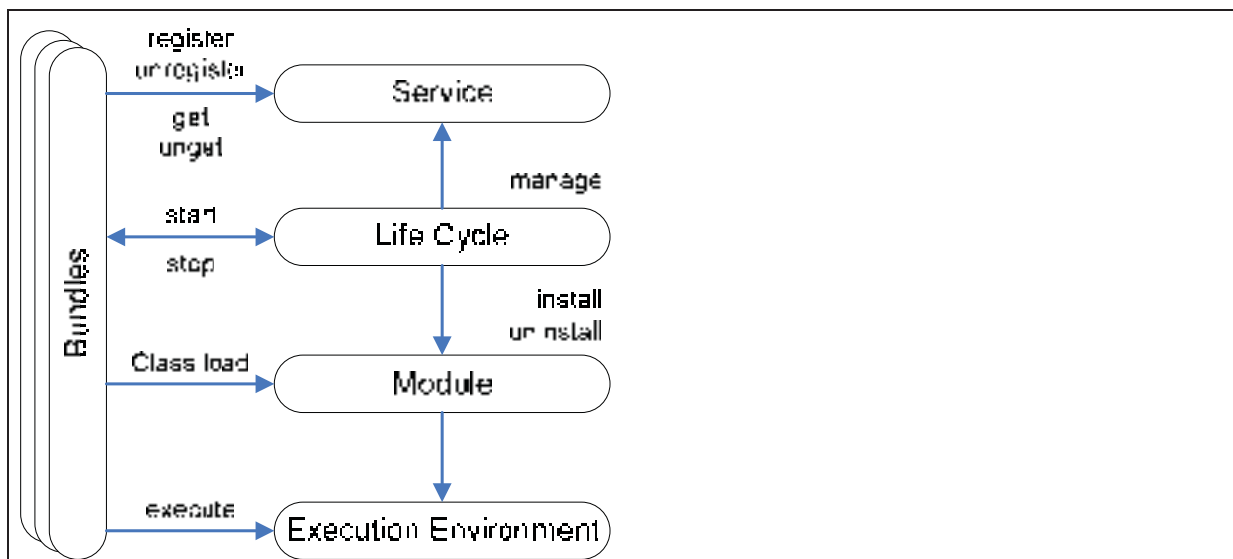 register
unregister
Service
get
unget
manage
start
Life Cycle
stop
Bundles
install
uninstall
Class load
Module
execute
Execution Environment